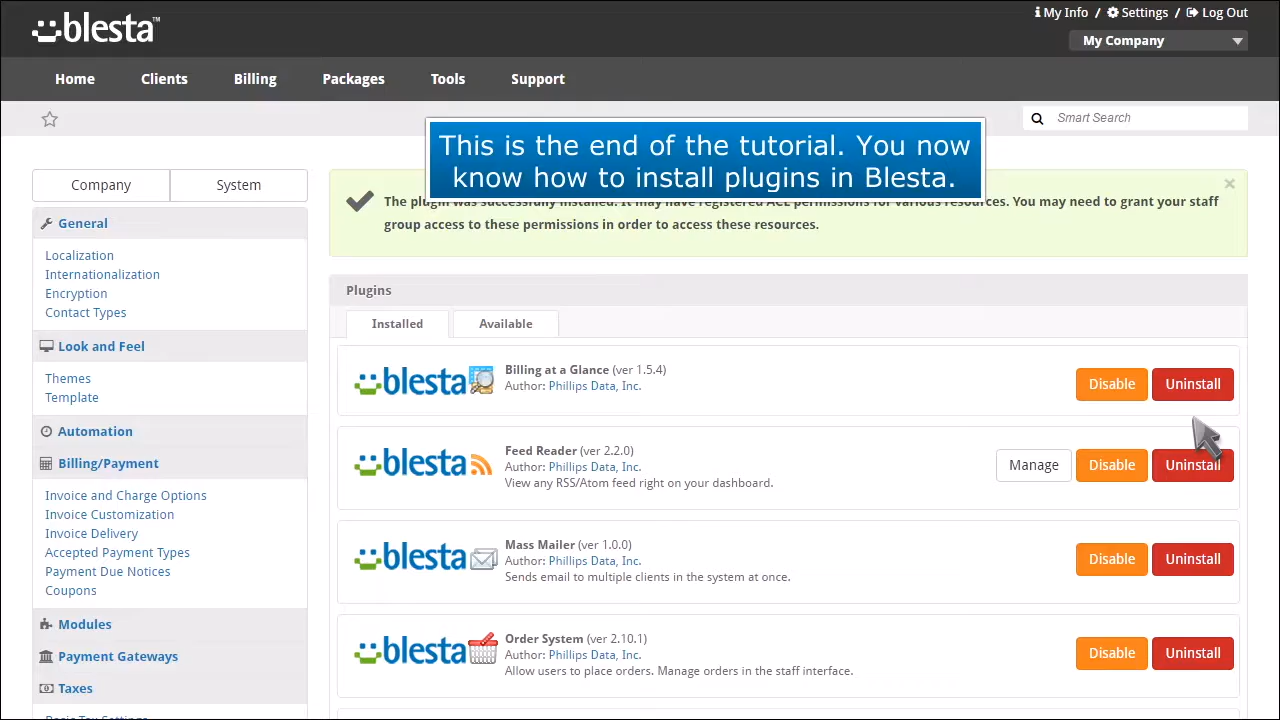 blesta™
My Info / Settings / Log Out
My Company
Home Clients Billing Packages Tools Support
Smart Search
This is the end of the tutorial. You now
know how to install plugins in Blesta.
Company System
The plugin was successfully installed. It may have registered ACL permissions for various resources. You may need to grant your staff
group access to these permissions in order to access these resources.
General
Localization
Internationalization
Encryption
Contact Types
Look and Feel
Themes
Template
Automation
Billing/Payment
Invoice and Charge Options
Invoice Customization
Invoice Delivery
Accepted Payment Types
Payment Due Notices
Coupons
Modules
Payment Gateways
Taxes
Basic Tax Settings
Plugins
Installed Available
blesta
Billing at a Glance (ver 1.5.4)
Author: Phillips Data, Inc.
Disable Uninstall
blesta
Feed Reader (ver 2.2.0)
Author: Phillips Data, Inc.
View any RSS/Atom feed right on your dashboard.
Manage Disable Uninstall
blesta
Mass Mailer (ver 1.0.0)
Author: Phillips Data, Inc.
Sends email to multiple clients in the system at once.
Disable Uninstall
blesta
Order System (ver 2.10.1)
Author: Phillips Data, Inc.
Allow users to place orders. Manage orders in the staff interface.
Disable Uninstall